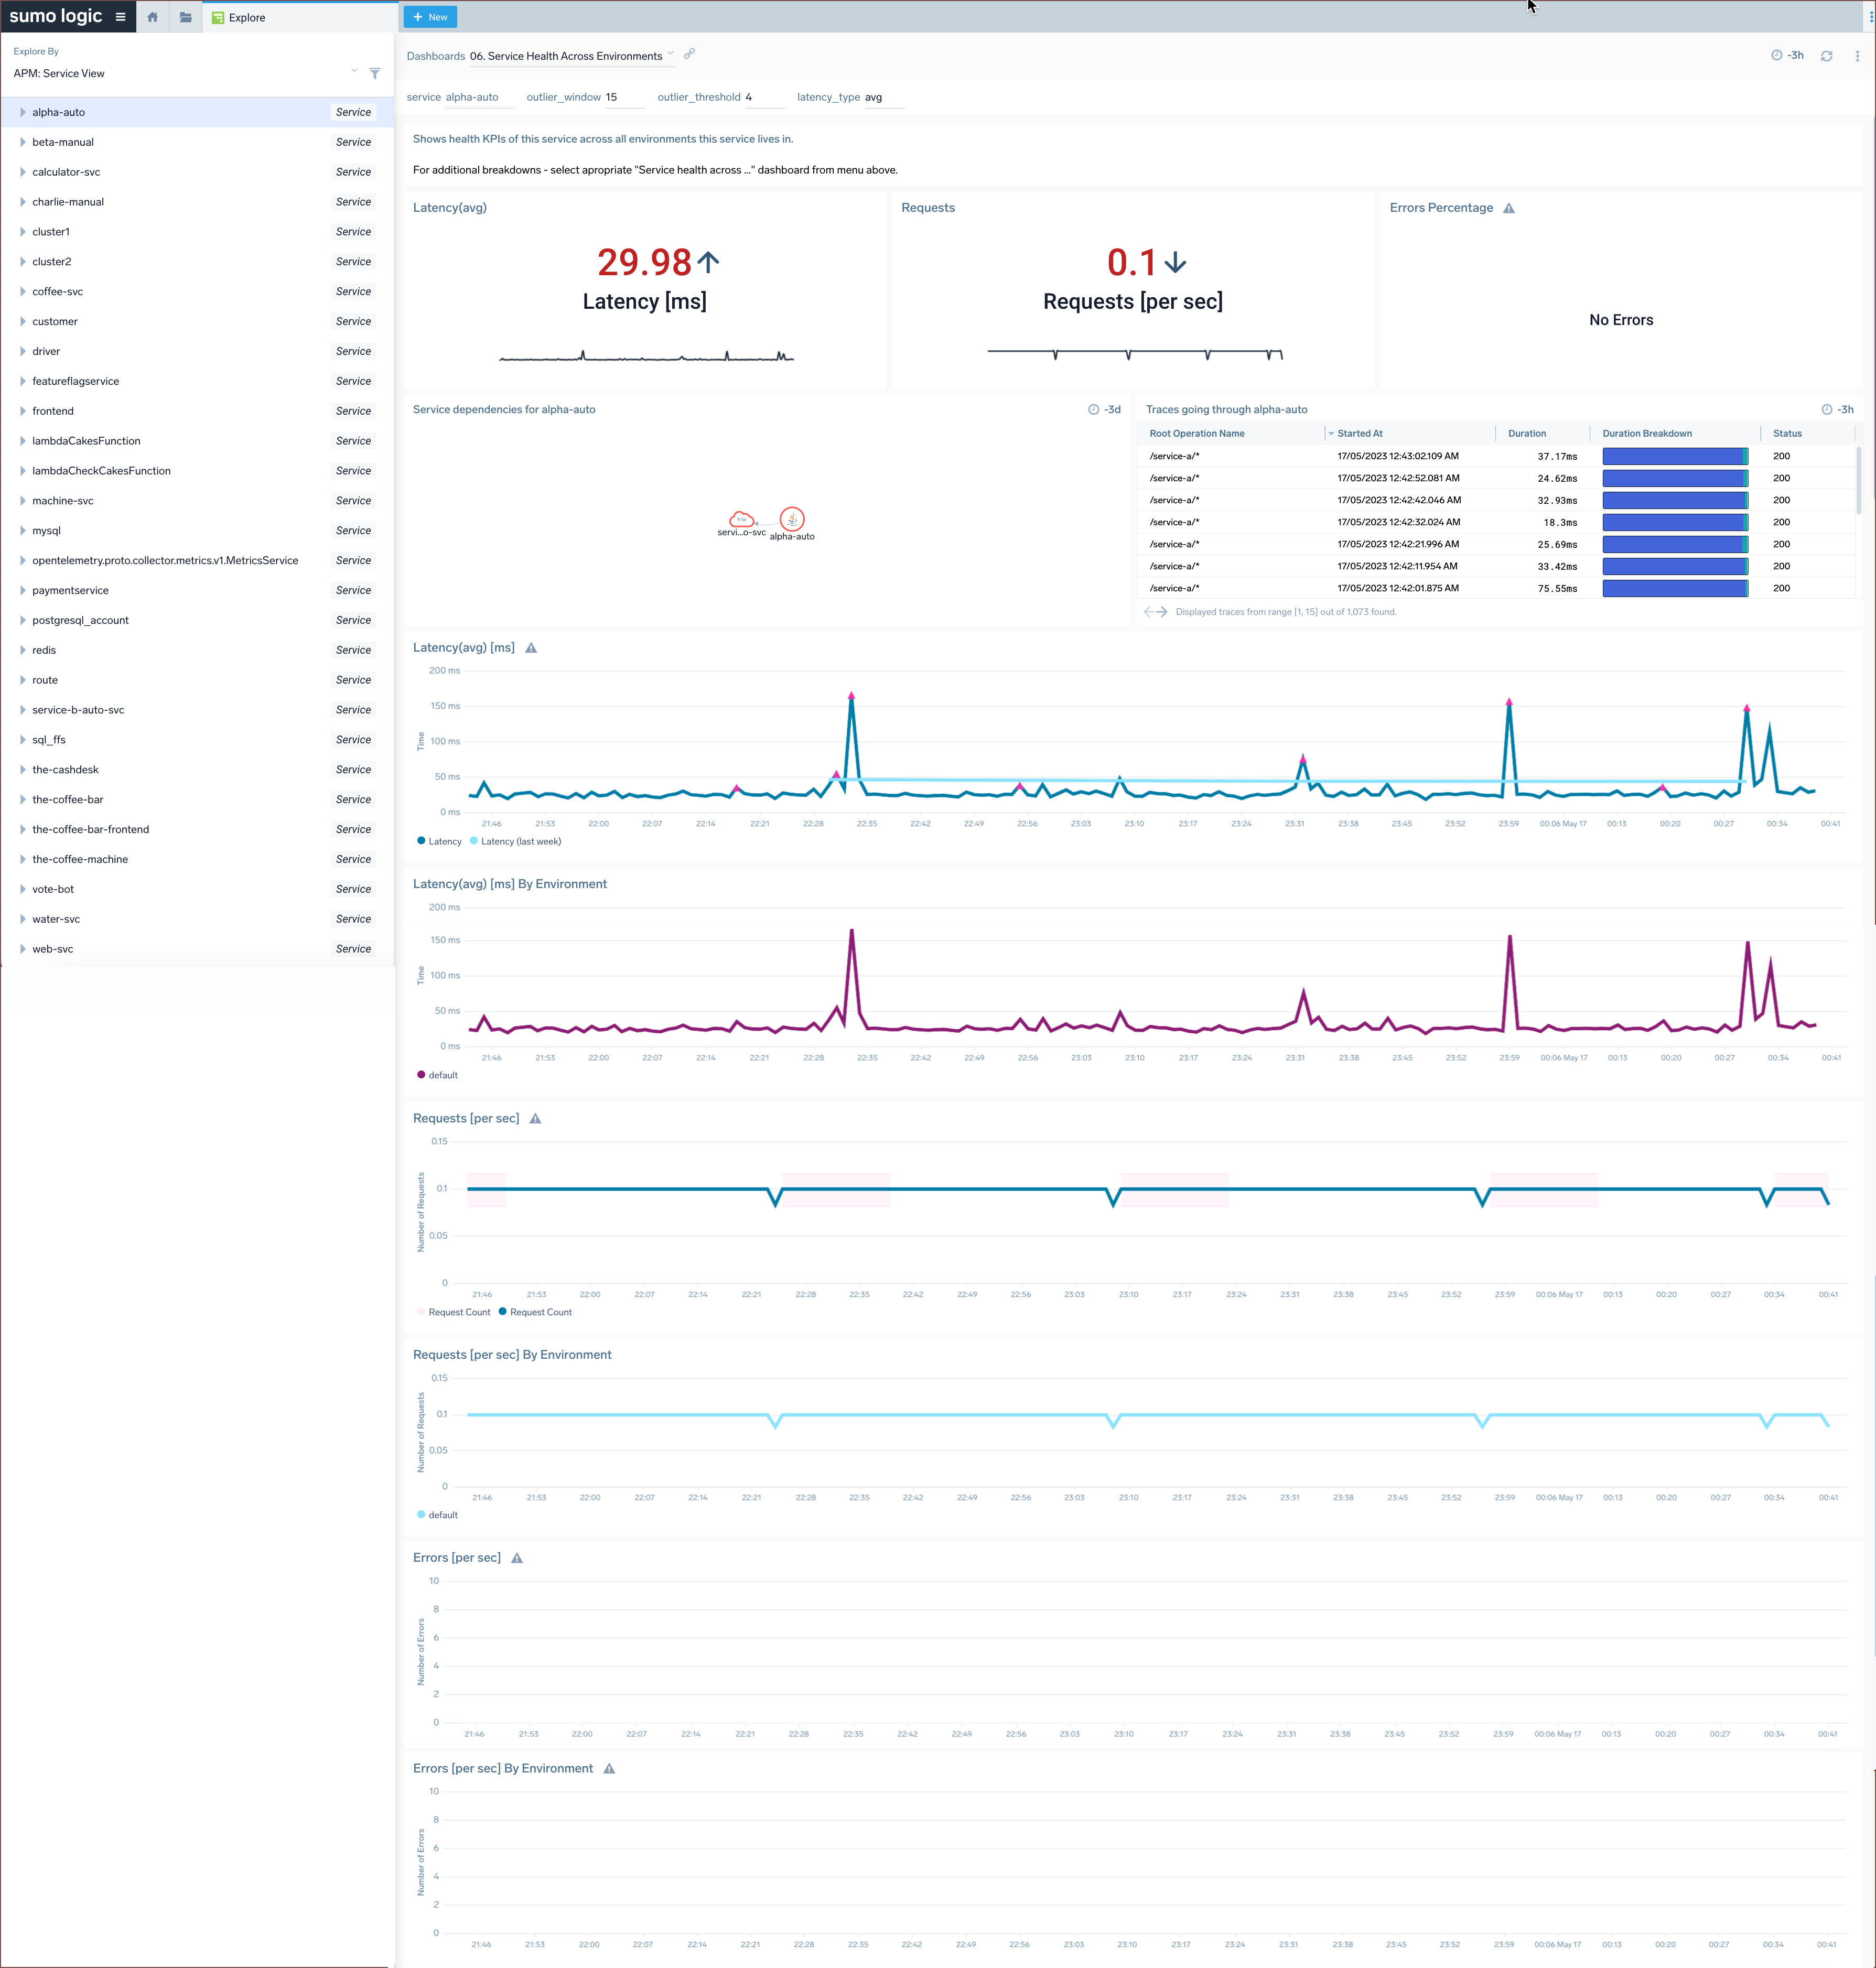 sumo logic
Explore
+ New
Explore By
APM: Service View
alpha-auto Service
beta-manual Service
calculator-svc Service
charlie-manual Service
cluster1 Service
cluster2 Service
coffee-svc Service
customer Service
driver Service
featureflagservice Service
frontend Service
lambdaCakesFunction Service
lambdaCheckCakesFunction Service
machine-svc Service
mysql Service
opentelemetry.proto.collector.metrics.v1.MetricsService Service
paymentservice Service
postgresql_account Service
redis Service
route Service
service-b-auto-svc Service
sql_ffs Service
the-cashdesk Service
the-coffee-bar Service
the-coffee-bar-frontend Service
the-coffee-machine Service
vote-bot Service
water-svc Service
web-svc Service
Dashboards 06. Service Health Across Environments
-3h
service alpha-auto outlier_window 15 outlier_threshold 4 latency_type avg
Shows health KPIs of this service across all environments this service lives in.
For additional breakdowns - select apropriate "Service health across ..." dashboard from menu above.
Latency(avg)
29.98
Latency [ms]
Requests
0.1
Requests [per sec]
Errors Percentage
No Errors
Service dependencies for alpha-auto
-3d
servi...o-svc alpha-auto
Traces going through alpha-auto
-3h
Root Operation Name Started At Duration Duration Breakdown Status
/service-a/* 17/05/2023 12:43:02.109 AM 37.17ms 200
/service-a/* 17/05/2023 12:42:52.081 AM 24.62ms 200
/service-a/* 17/05/2023 12:42:42.046 AM 32.93ms 200
/service-a/* 17/05/2023 12:42:32.024 AM 18.3ms 200
/service-a/* 17/05/2023 12:42:21.996 AM 25.69ms 200
/service-a/* 17/05/2023 12:42:11.954 AM 33.42ms 200
/service-a/* 17/05/2023 12:42:01.875 AM 75.55ms 200
Displayed traces from range [1, 15] out of 1,073 found.
Latency(avg) [ms]
Time
200 ms
150 ms
100 ms
50 ms
0 ms
21:46 21:53 22:00 22:07 22:14 22:21 22:28 22:35 22:42 22:49 22:56 23:03 23:10 23:17 23:24 23:31 23:38 23:45 23:52 23:59 00:06 May 17 00:13 00:20 00:27 00:34 00:41
Latency Latency (last week)
Latency(avg) [ms] By Environment
Time
200 ms
150 ms
100 ms
50 ms
0 ms
21:46 21:53 22:00 22:07 22:14 22:21 22:28 22:35 22:42 22:49 22:56 23:03 23:10 23:17 23:24 23:31 23:38 23:45 23:52 23:59 00:06 May 17 00:13 00:20 00:27 00:34 00:41
default
Requests [per sec]
Number of Requests
0.15
0.1
0.05
0
21:46 21:53 22:00 22:07 22:14 22:21 22:28 22:35 22:42 22:49 22:56 23:03 23:10 23:17 23:24 23:31 23:38 23:45 23:52 23:59 00:06 May 17 00:13 00:20 00:27 00:34 00:41
Request Count Request Count
Requests [per sec] By Environment
Number of Requests
0.15
0.1
0.05
0
21:46 21:53 22:00 22:07 22:14 22:21 22:28 22:35 22:42 22:49 22:56 23:03 23:10 23:17 23:24 23:31 23:38 23:45 23:52 23:59 00:06 May 17 00:13 00:20 00:27 00:34 00:41
default
Errors [per sec]
Number of Errors
10
8
6
4
2
0
21:46 21:53 22:00 22:07 22:14 22:21 22:28 22:35 22:42 22:49 22:56 23:03 23:10 23:17 23:24 23:31 23:38 23:45 23:52 23:59 00:06 May 17 00:13 00:20 00:27 00:34 00:41
Errors [per sec] By Environment
Number of Errors
10
8
6
4
2
0
21:46 21:53 22:00 22:07 22:14 22:21 22:28 22:35 22:42 22:49 22:56 23:03 23:10 23:17 23:24 23:31 23:38 23:45 23:52 23:59 00:06 May 17 00:13 00:20 00:27 00:34 00:41